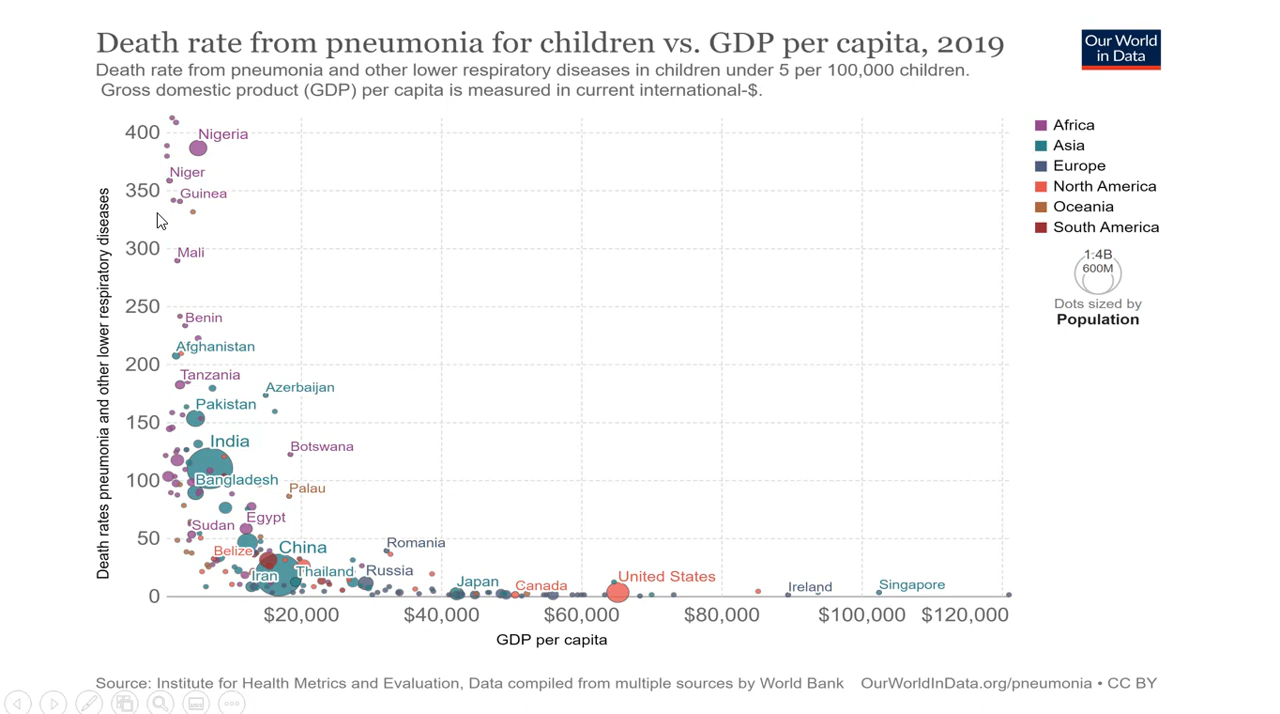 Death rate from pneumonia for children vs. GDP per capita, 2019
Our World
in Data
Death rate from pneumonia and other lower respiratory diseases in children under 5 per 100,000 children.
Gross domestic product (GDP) per capita is measured in current international-$.
Death rates pneumonia and other lower respiratory diseases
400
350
300
250
200
150
100
50
0
Nigeria
Niger
Guinea
Mali
Benin
Afghanistan
Tanzania
Azerbaijan
Pakistan
India
Botswana
Bangladesh
Palau
Egypt
Sudan
Belize
China
Romania
Iran
Thailand
Russia
Japan
Canada
United States
Ireland
Singapore
$20,000
$40,000
$60,000
$80,000
$100,000
$120,000
GDP per capita
Africa
Asia
Europe
North America
Oceania
South America
1:4B
600M
Dots sized by
Population
Source: Institute for Health Metrics and Evaluation, Data compiled from multiple sources by World Bank
OurWorldInData.org/pneumonia • CC BY